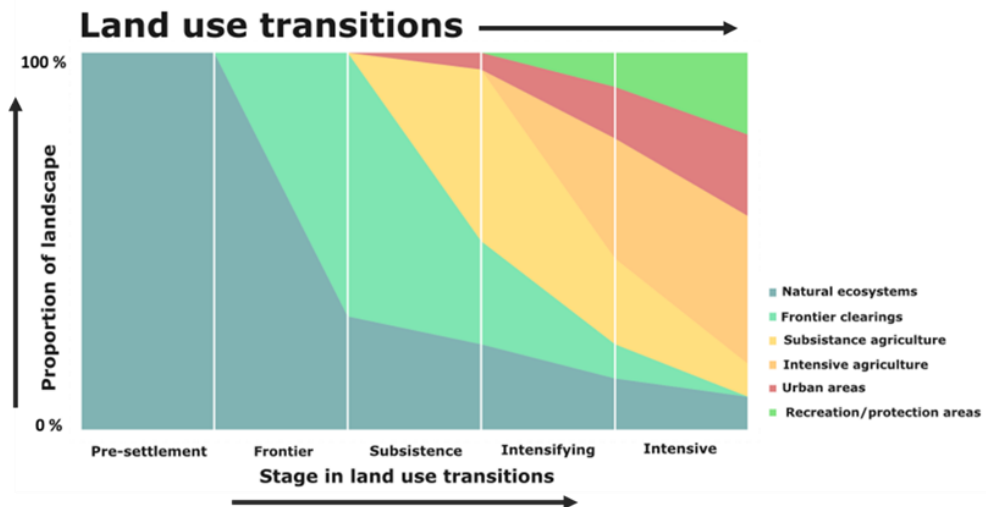 Land use transitions
100 %
Proportion of landscape
0 %
Natural ecosystems
Frontier clearings
Subsistance agriculture
Intensive agriculture
Urban areas
Recreation/protection areas
Pre-settlement
Frontier
Subsistence
Intensifying
Intensive
Stage in land use transitions